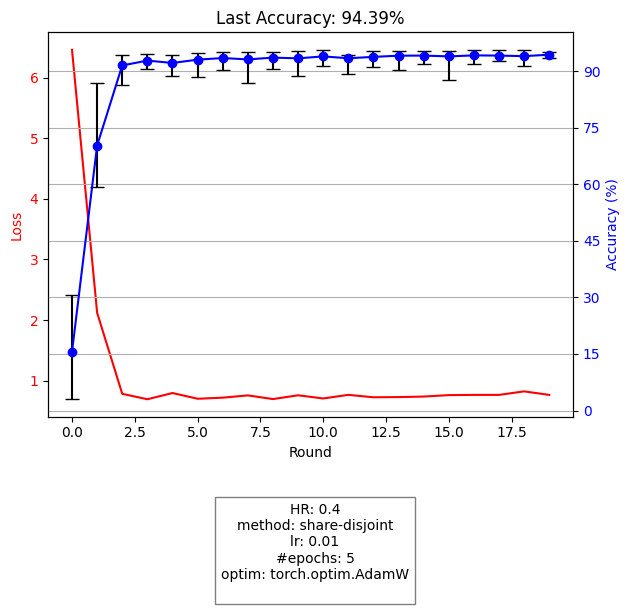 Last Accuracy: 94.39%
6
5
4
3
2
1
Loss
90
75
60
45
30
15
0
Accuracy (%)
0.0 2.5 5.0 7.5 10.0 12.5 15.0 17.5
Round
HR: 0.4
method: share-disjoint
lr: 0.01
#epochs: 5
optim: torch.optim.AdamW